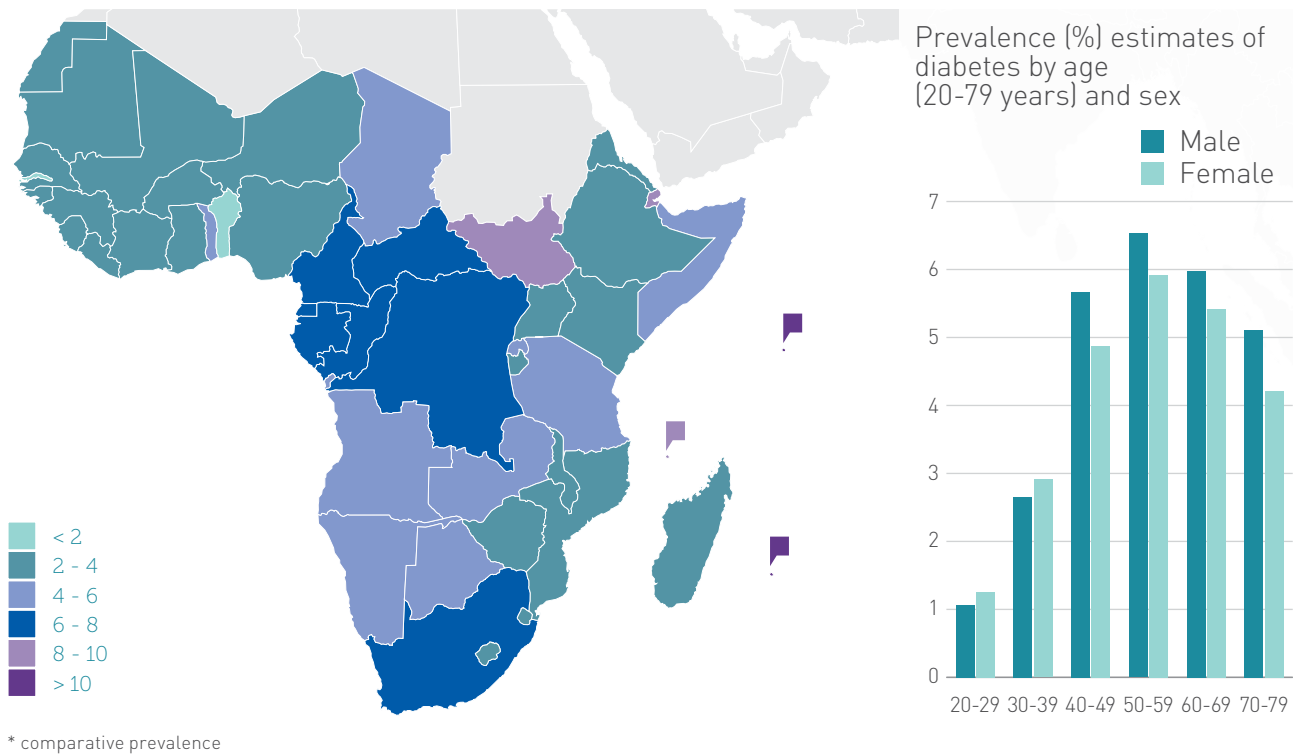 Prevalence (%) estimates of
diabetes by age
(20-79 years) and sex
Male
Female
7
6
5
4
3
2
1
0
20-29 30-39 40-49 50-59 60-69 70-79
< 2
2 - 4
4 - 6
6 - 8
8 - 10
> 10
* comparative prevalence